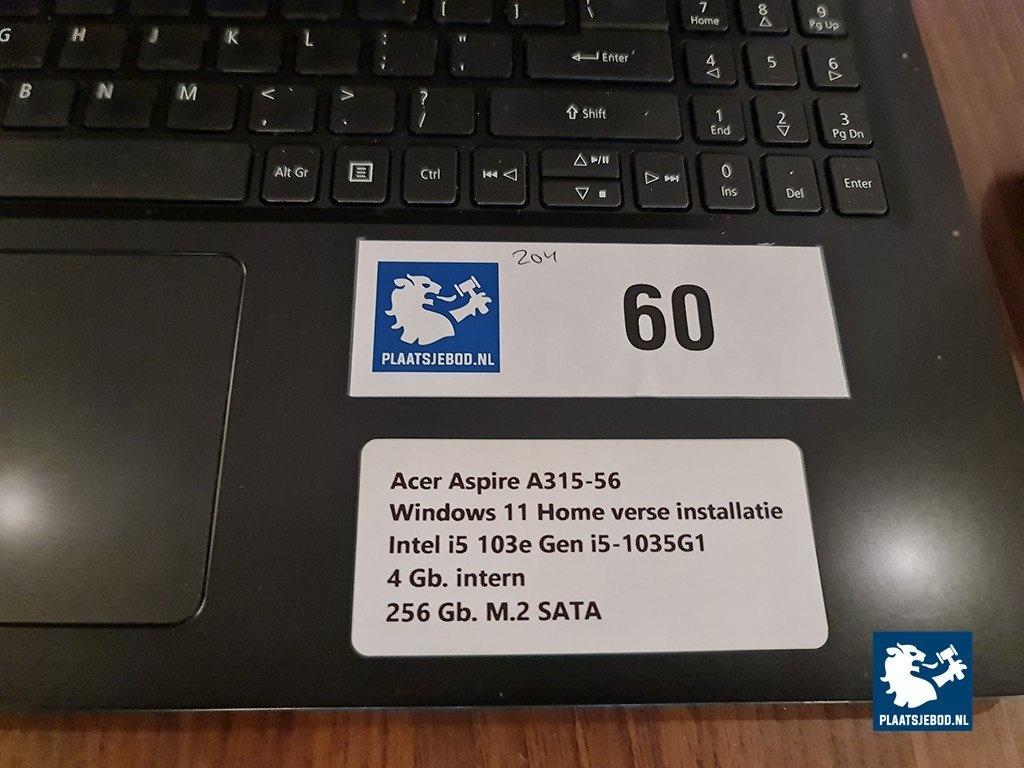 7 Home 8 9 Pg Up
G H J K L : ; " ' Enter 4 5 6
B N M < , > . ? / Shift 1 End 2 3 Pg Dn
Alt Gr Ctrl 0 Ins . Del Enter
204
60
PLAATSJEBOD.NL
Acer Aspire A315-56
Windows 11 Home verse installatie
Intel i5 103e Gen i5-1035G1
4 Gb. intern
256 Gb. M.2 SATA
PLAATSJEBOD.NL